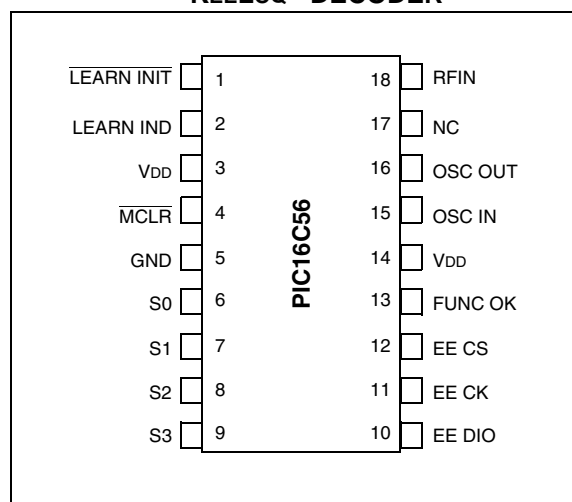 DECODER
LEARN INIT 1 18 RFIN
LEARN IND 2 17 NC
VDD 3 16 OSC OUT
MCLR 4 15 OSC IN
GND 5 14 VDD
S0 6 13 FUNC OK
S1 7 12 EE CS
S2 8 11 EE CK
S3 9 10 EE DIO
PIC16C56